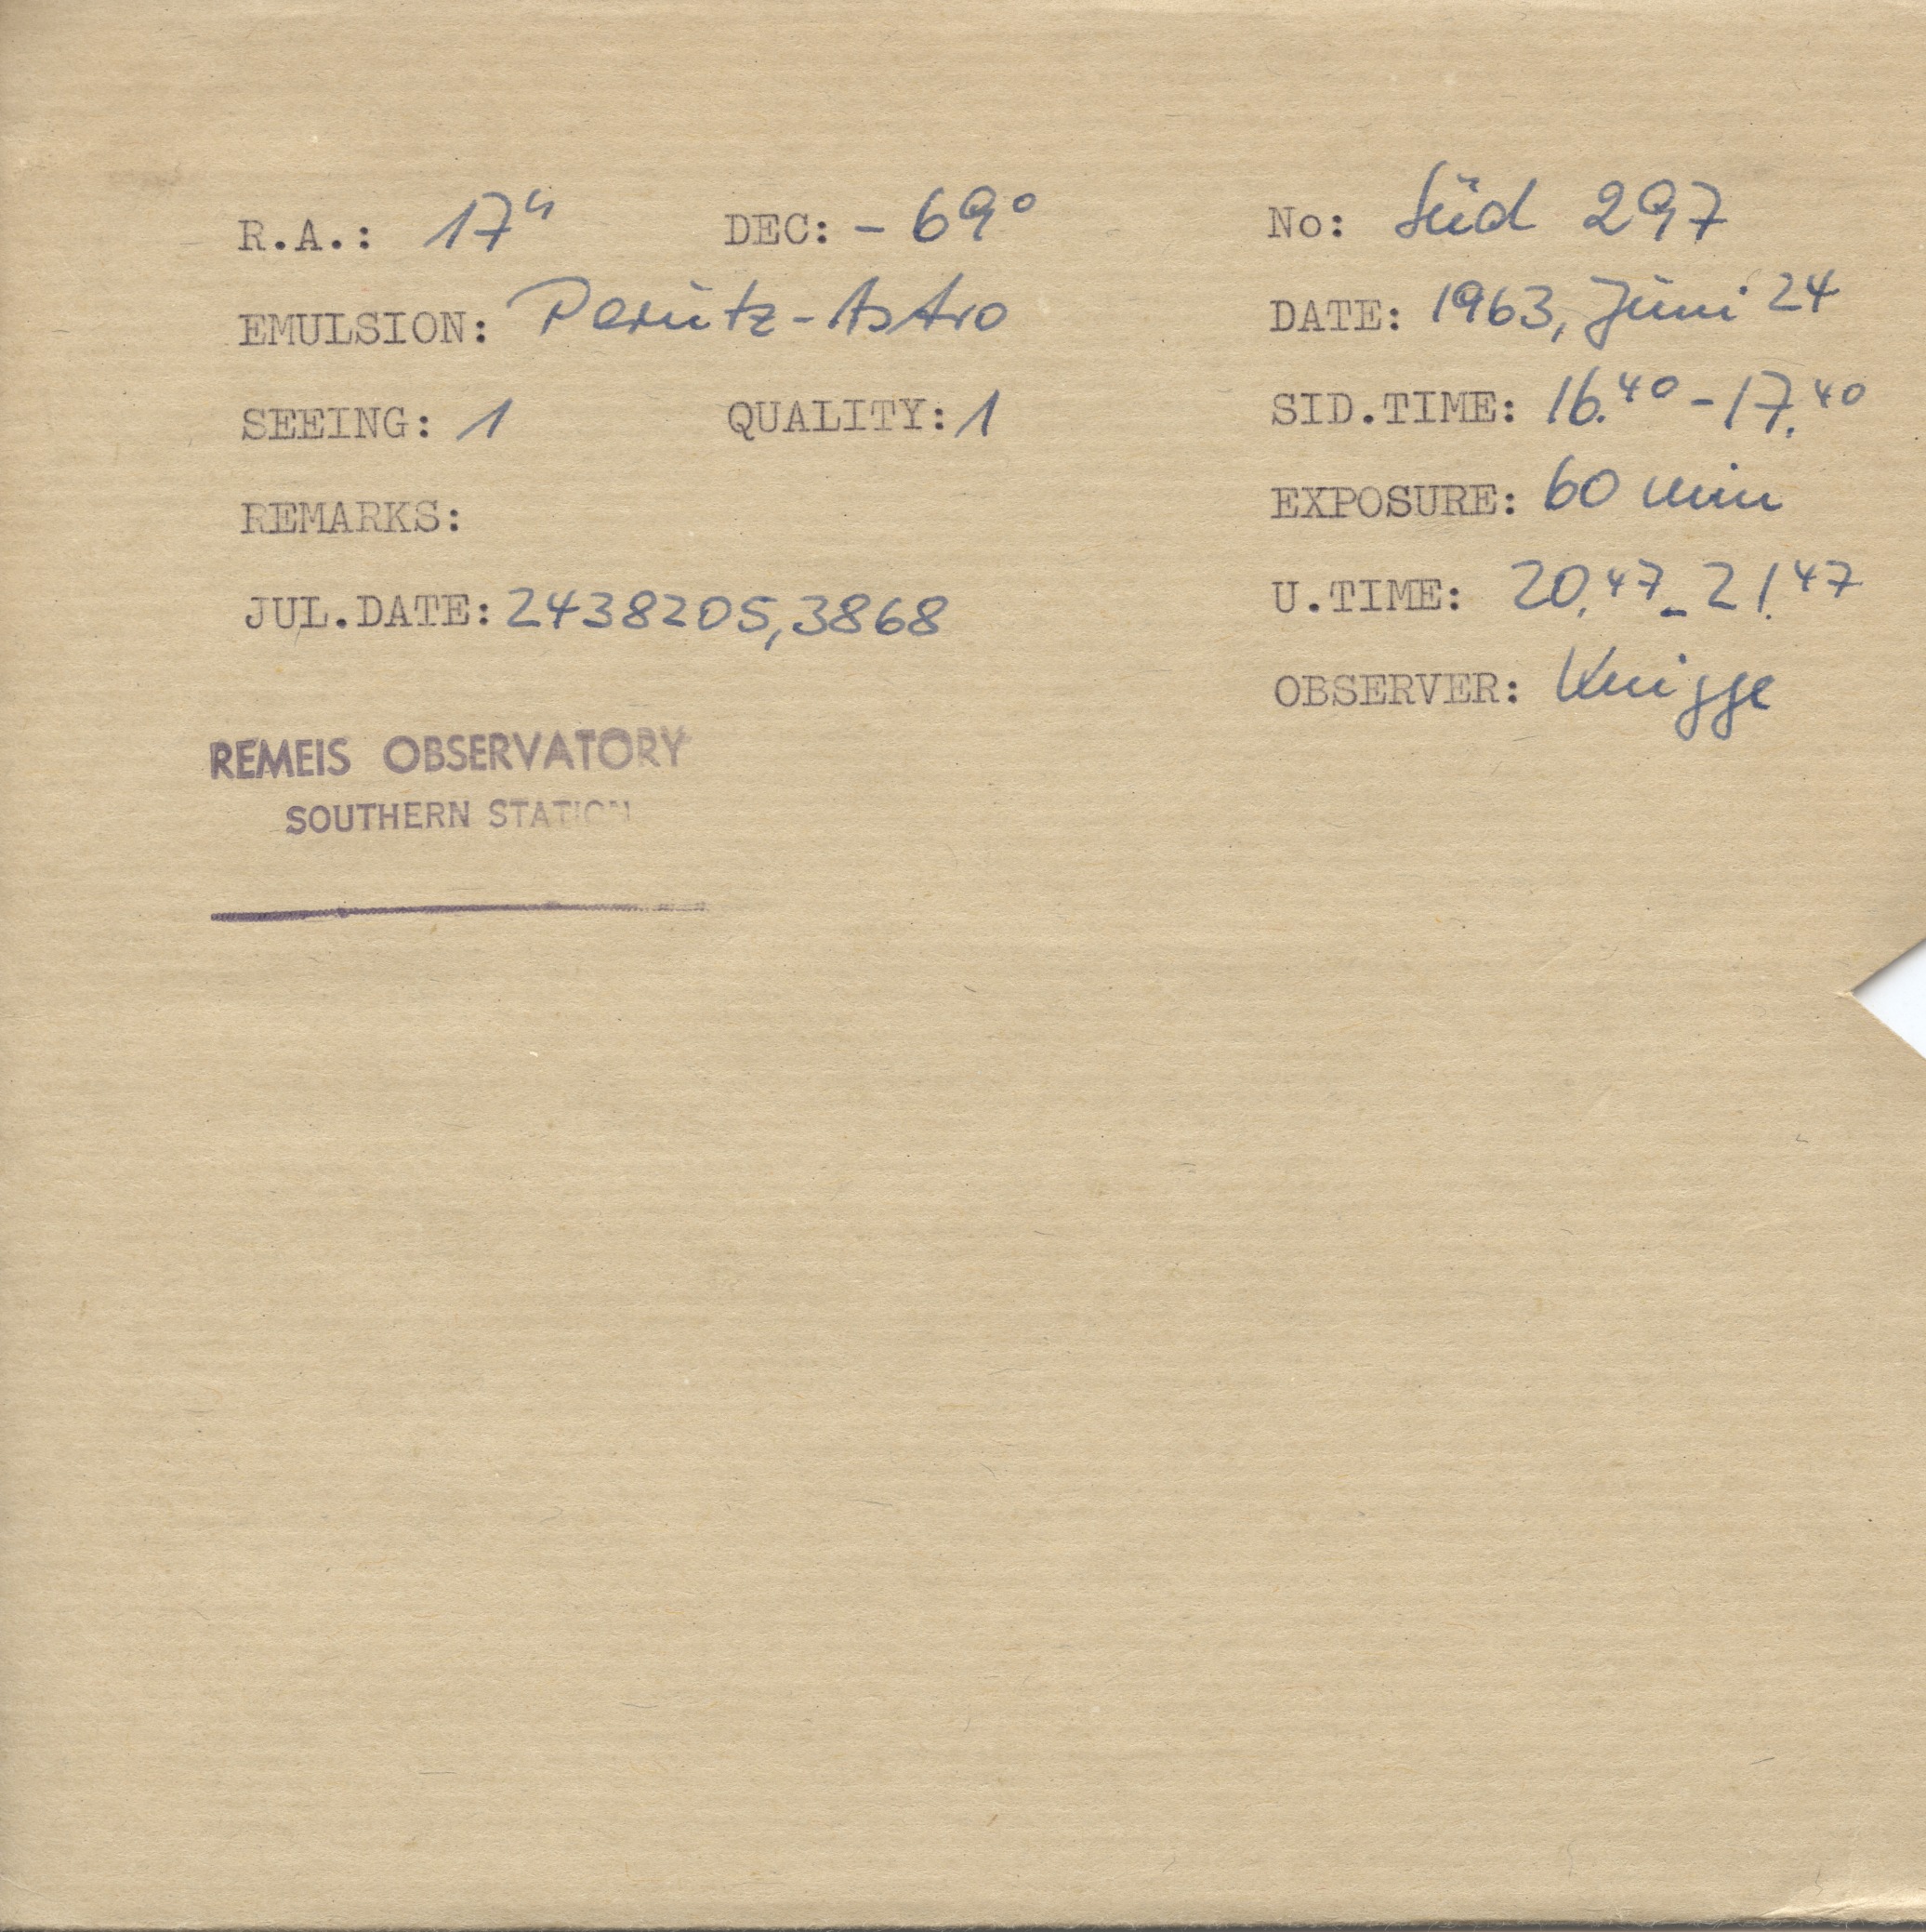 R.A.: 17h DEC: -69° No: Süd 297
EMULSION: Perutz-Astro DATE: 1963, Juni 24
SEEING: 1 QUALITY: 1 SID.TIME: 16.40 - 17.40
REMARKS: EXPOSURE: 60 min
JUL.DATE: 2438205,3868 U.TIME: 20.47 - 21.47
OBSERVER: Knigge
REMEIS OBSERVATORY
SOUTHERN STATION